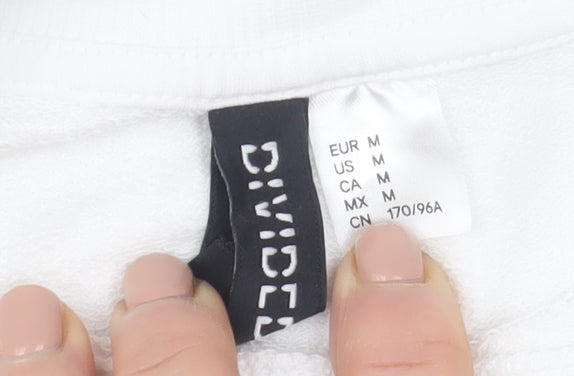 DIVIDED
EUR M
US M
CA M
MX M
CN 170/96A